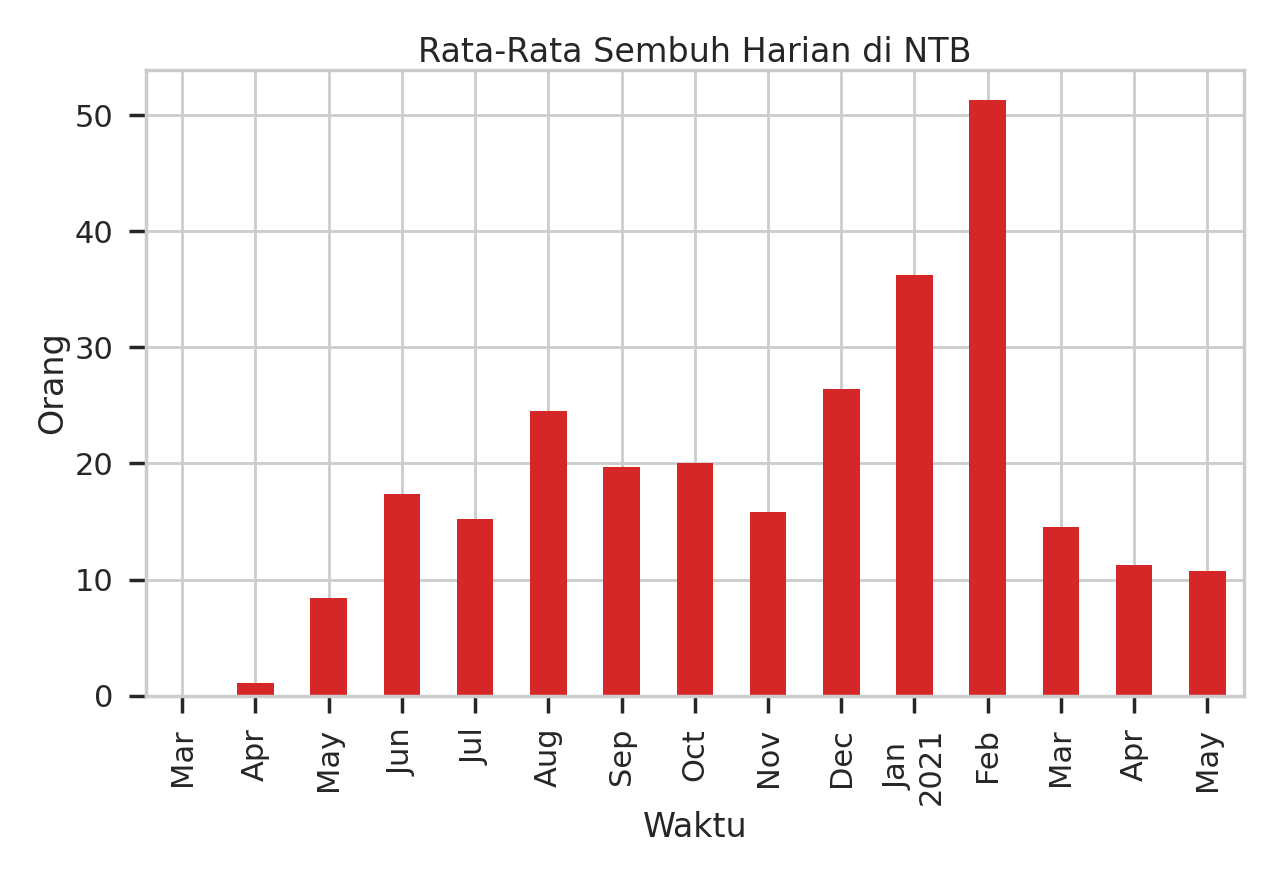 Rata-Rata Sembuh Harian di NTB
50
40
30
20
10
0
Orang
Mar
Apr
May
Jun
Jul
Aug
Sep
Oct
Nov
Dec
Jan
2021
Feb
Mar
Apr
May
Waktu